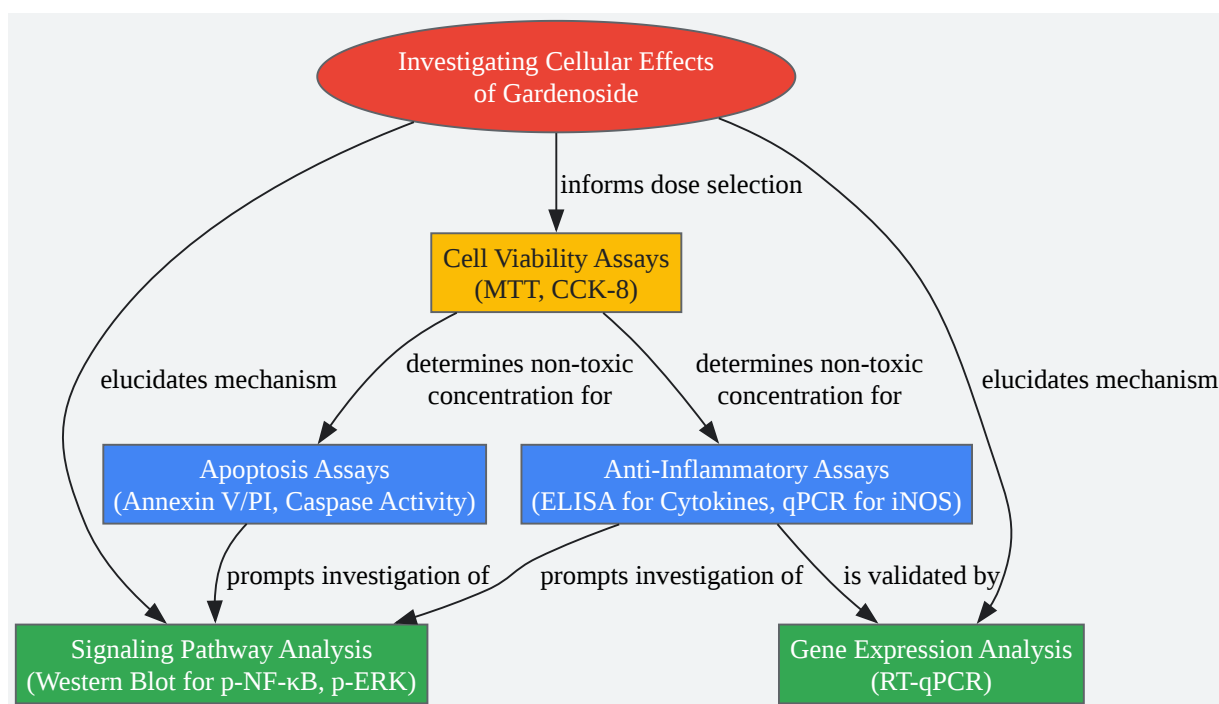 Investigating Cellular Effects
of Gardenoside
informs dose selection
Cell Viability Assays
(MTT, CCK-8)
elucidates mechanism
determines non-toxic
concentration for
determines non-toxic
concentration for
elucidates mechanism
Apoptosis Assays
(Annexin V/PI, Caspase Activity)
Anti-Inflammatory Assays
(ELISA for Cytokines, qPCR for iNOS)
prompts investigation of
prompts investigation of
is validated by
Signaling Pathway Analysis
(Western Blot for p-NF-κB, p-ERK)
Gene Expression Analysis
(RT-qPCR)